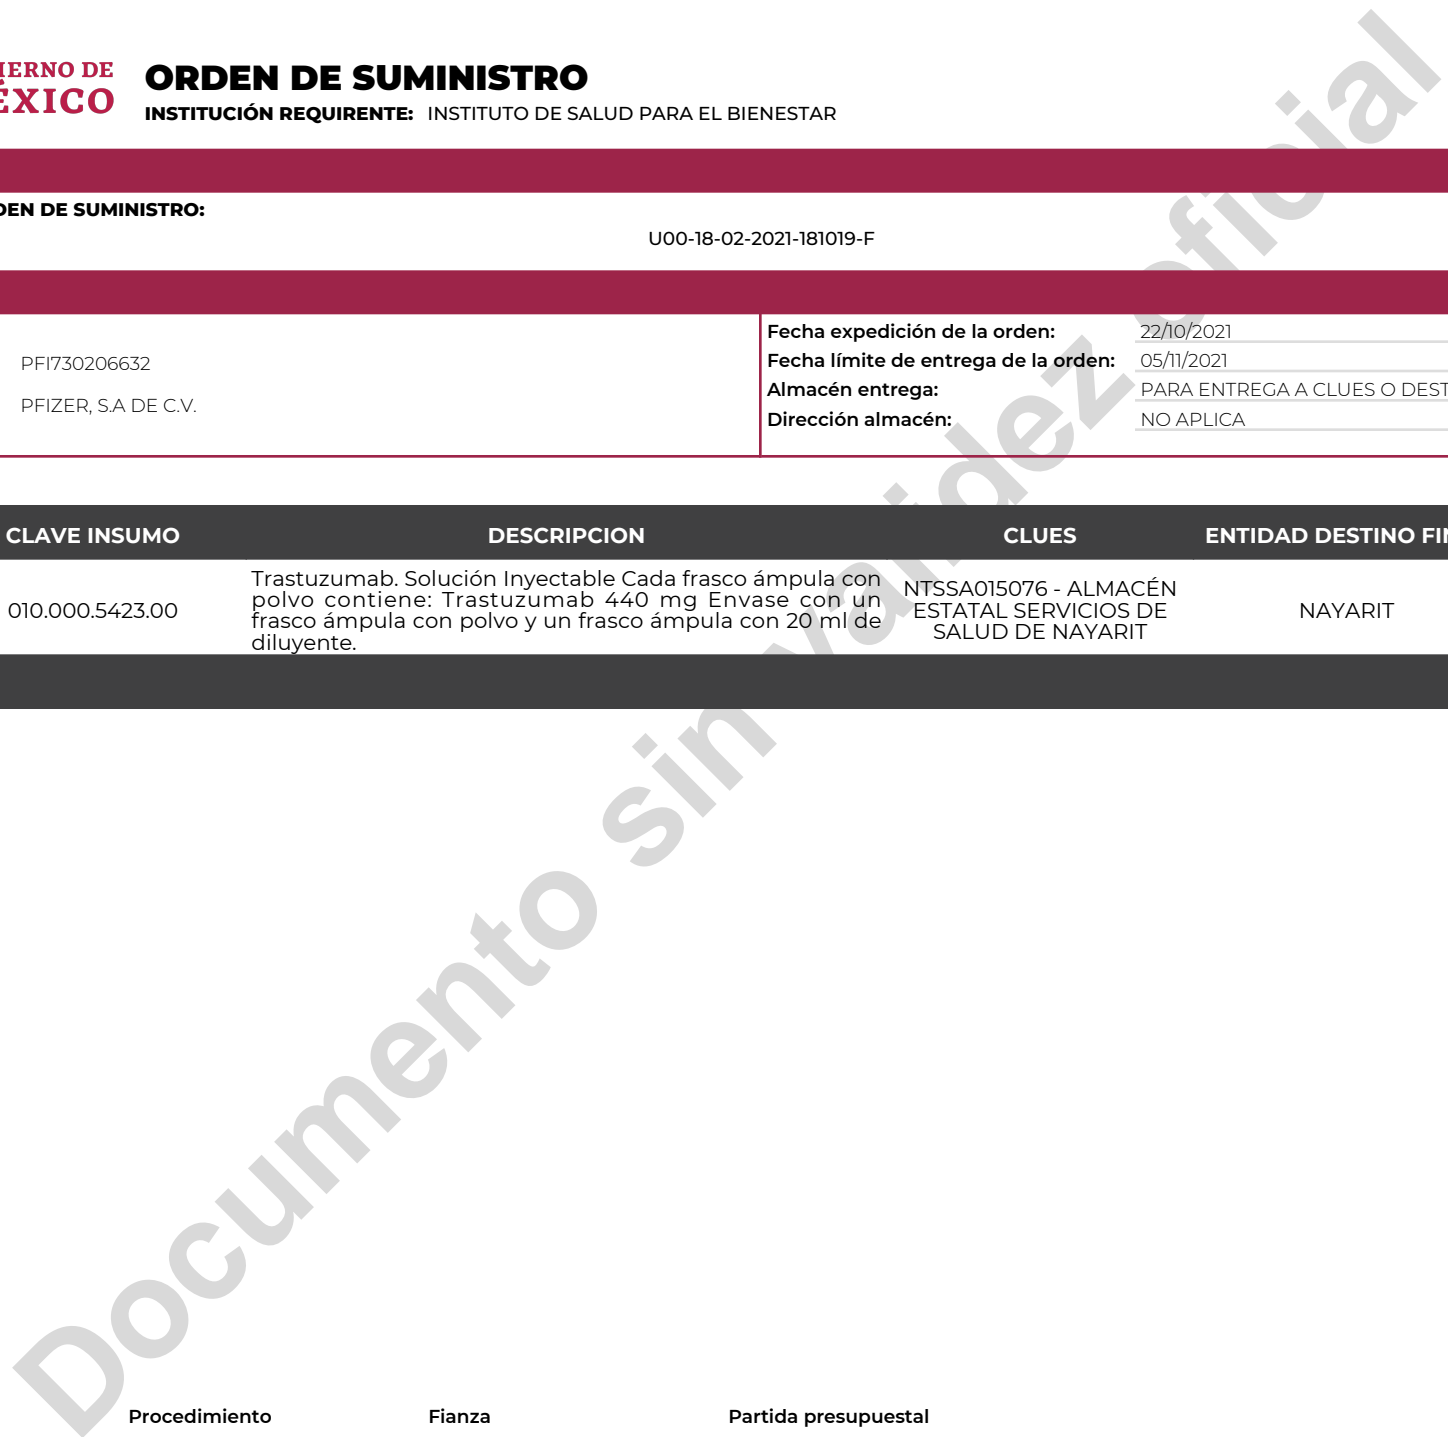 IERNO DE
ÉXICO
ORDEN DE SUMINISTRO
INSTITUCIÓN REQUIRENTE: INSTITUTO DE SALUD PARA EL BIENESTAR
DEN DE SUMINISTRO:
U00-18-02-2021-181019-F
PFI730206632
PFIZER, S.A DE C.V.
Fecha expedición de la orden: 22/10/2021
Fecha límite de entrega de la orden: 05/11/2021
Almacén entrega: PARA ENTREGA A CLUES O DEST
Dirección almacén: NO APLICA
CLAVE INSUMO DESCRIPCION CLUES ENTIDAD DESTINO FIN
010.000.5423.00
Trastuzumab. Solución Inyectable Cada frasco ámpula con
polvo contiene: Trastuzumab 440 mg Envase con un
frasco ámpula con polvo y un frasco ámpula con 20 ml de
diluyente.
NTSSA015076 - ALMACÉN
ESTATAL SERVICIOS DE
SALUD DE NAYARIT
NAYARIT
Documento sin validez oficial
Procedimiento Fianza Partida presupuestal